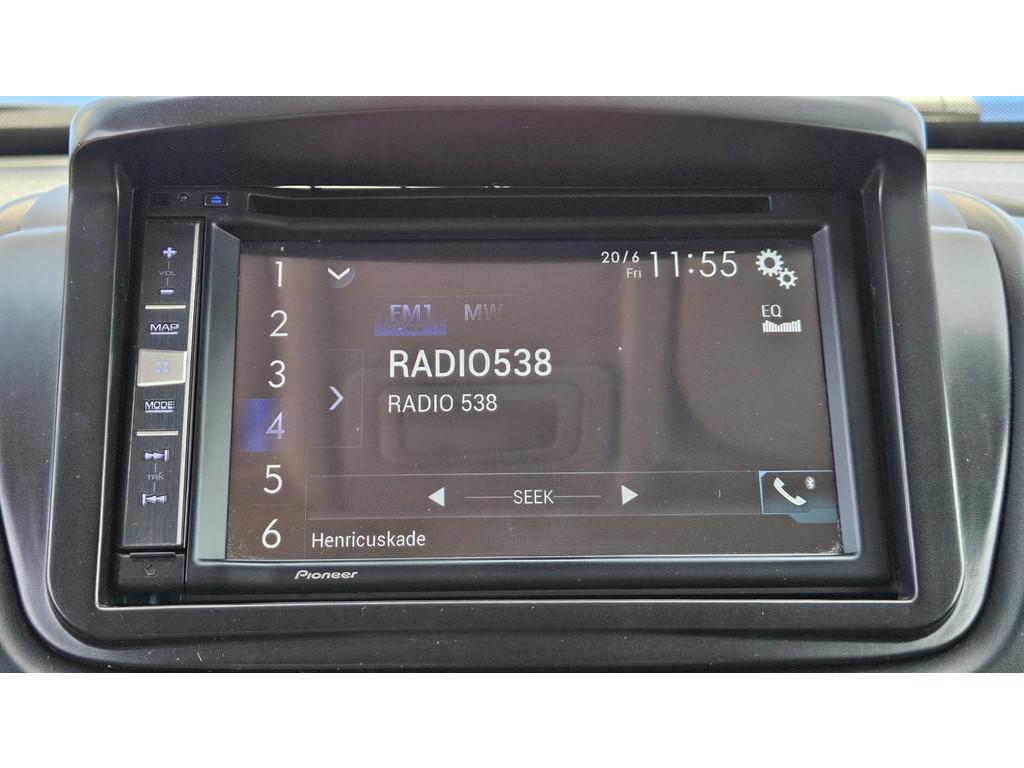 VOL
MAP
MODE
TRK
1
2
3
4
5
6
20/6
Fri
11:55
FM1 MW
EQ
RADIO538
RADIO 538
SEEK
Henricuskade
Pioneer